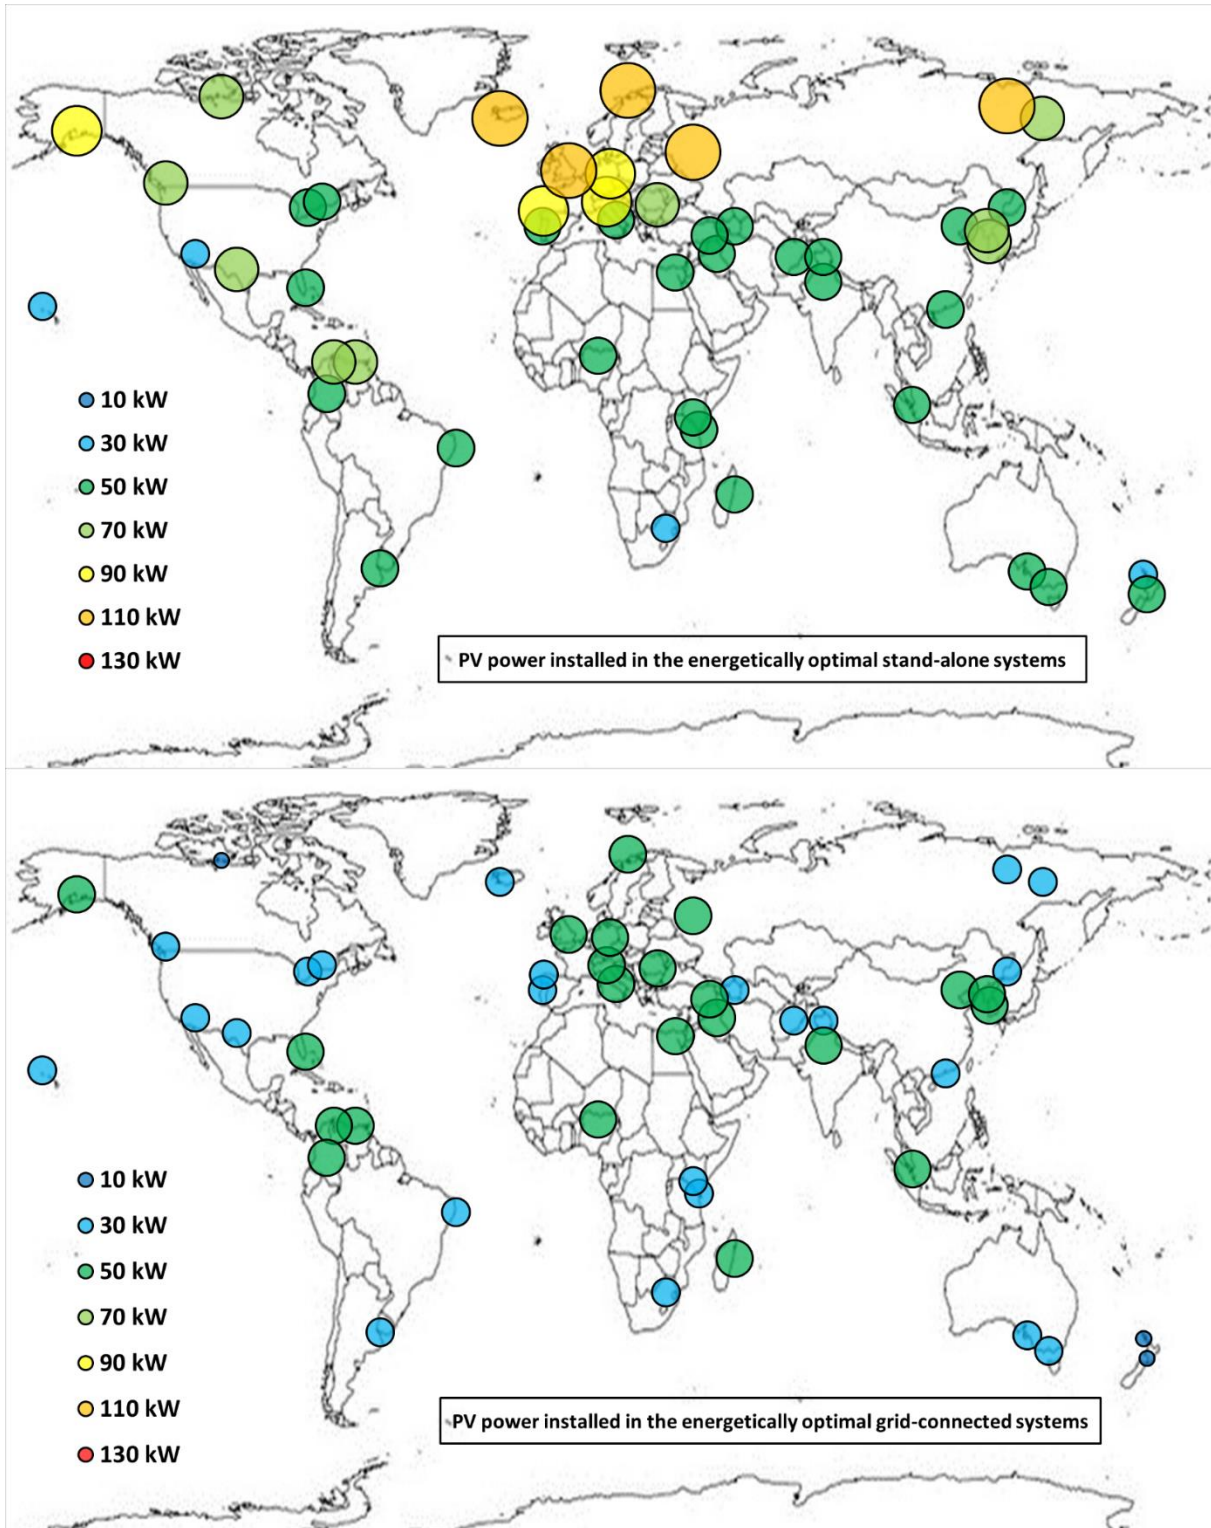 10 kW
30 kW
50 kW
70 kW
90 kW
110 kW
130 kW
PV power installed in the energetically optimal stand-alone systems
10 kW
30 kW
50 kW
70 kW
90 kW
110 kW
130 kW
PV power installed in the energetically optimal grid-connected systems